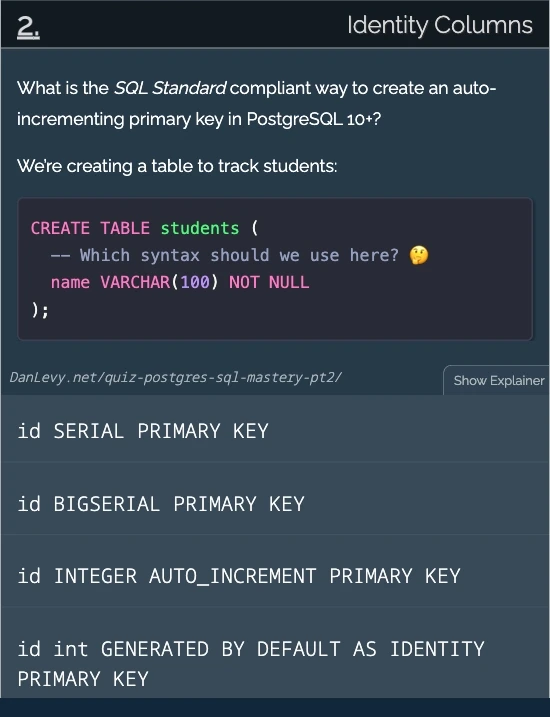 2.
Identity Columns
What is the SQL Standard compliant way to create an auto-
incrementing primary key in PostgreSQL 10+?
We're creating a table to track students:
CREATE TABLE students (
-- Which syntax should we use here? 🤔
name VARCHAR(100) NOT NULL
);
DanLevy.net/quiz-postgres-sql-mastery-pt2/
Show Explainer
id SERIAL PRIMARY KEY
id BIGSERIAL PRIMARY KEY
id INTEGER AUTO_INCREMENT PRIMARY KEY
id int GENERATED BY DEFAULT AS IDENTITY
PRIMARY KEY